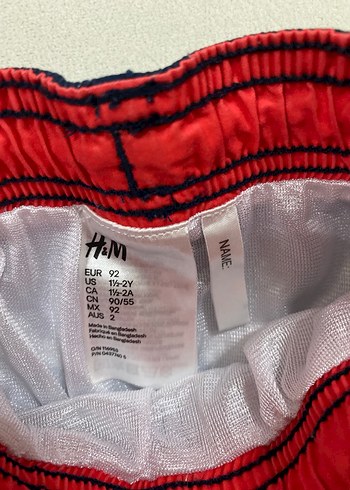 H&M
EUR 92
US 1½-2Y
CA 1½-2A
CN 90/55
MX 92
AUS 2
Made in Bangladesh
Fabriqué en Bangladesh
Hecho en Bangladesh
NAME: